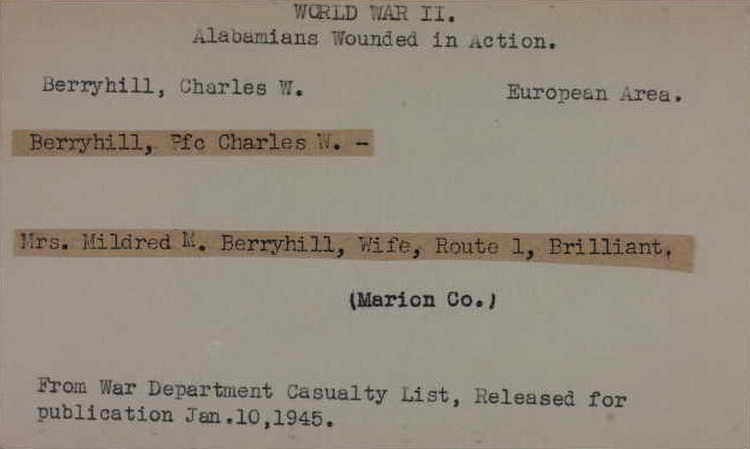 WORLD WAR II.
Alabamians Wounded in Action.
Berryhill, Charles W.
European Area.
Berryhill, Pfc Charles W. -
Mrs. Mildred M. Berryhill, Wife, Route 1, Brilliant.
(Marion Co.)
From War Department Casualty List, Released for
publication Jan.10,1945.